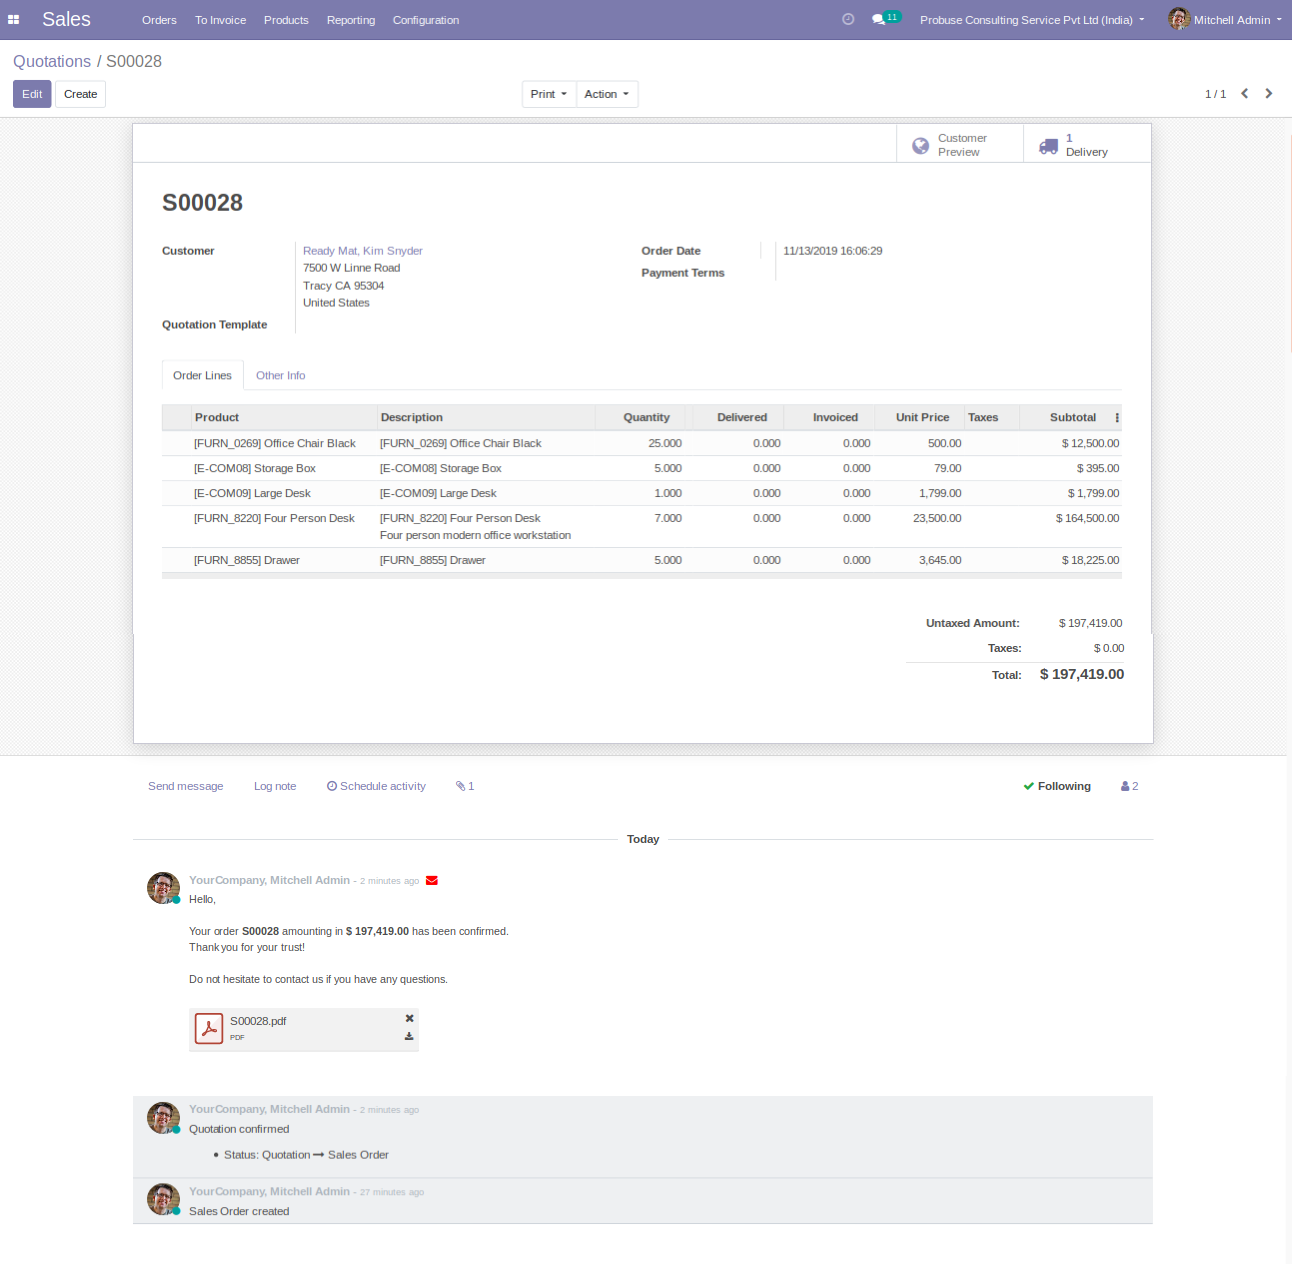 Sales Orders To Invoice Products Reporting Configuration 11 Probuse Consulting Service Pvt Ltd (India) Mitchell Admin
Quotations / S00028
Edit Create Print Action 1 / 1
Customer Preview
1 Delivery
S00028
Customer Ready Mat, Kim Snyder Order Date 11/13/2019 16:06:29
7500 W Linne Road Payment Terms
Tracy CA 95304
United States
Quotation Template
Order Lines Other Info
Product Description Quantity Delivered Invoiced Unit Price Taxes Subtotal
[FURN_0269] Office Chair Black [FURN_0269] Office Chair Black 25.000 0.000 0.000 500.00 $ 12,500.00
[E-COM08] Storage Box [E-COM08] Storage Box 5.000 0.000 0.000 79.00 $ 395.00
[E-COM09] Large Desk [E-COM09] Large Desk 1.000 0.000 0.000 1,799.00 $ 1,799.00
[FURN_8220] Four Person Desk [FURN_8220] Four Person Desk 7.000 0.000 0.000 23,500.00 $ 164,500.00
Four person modern office workstation
[FURN_8855] Drawer [FURN_8855] Drawer 5.000 0.000 0.000 3,645.00 $ 18,225.00
Untaxed Amount: $ 197,419.00
Taxes: $ 0.00
Total: $ 197,419.00
Send message Log note Schedule activity 1 Following 2
Today
YourCompany, Mitchell Admin - 2 minutes ago
Hello,
Your order S00028 amounting in $ 197,419.00 has been confirmed.
Thank you for your trust!
Do not hesitate to contact us if you have any questions.
S00028.pdf
PDF
YourCompany, Mitchell Admin - 2 minutes ago
Quotation confirmed
• Status: Quotation → Sales Order
YourCompany, Mitchell Admin - 27 minutes ago
Sales Order created